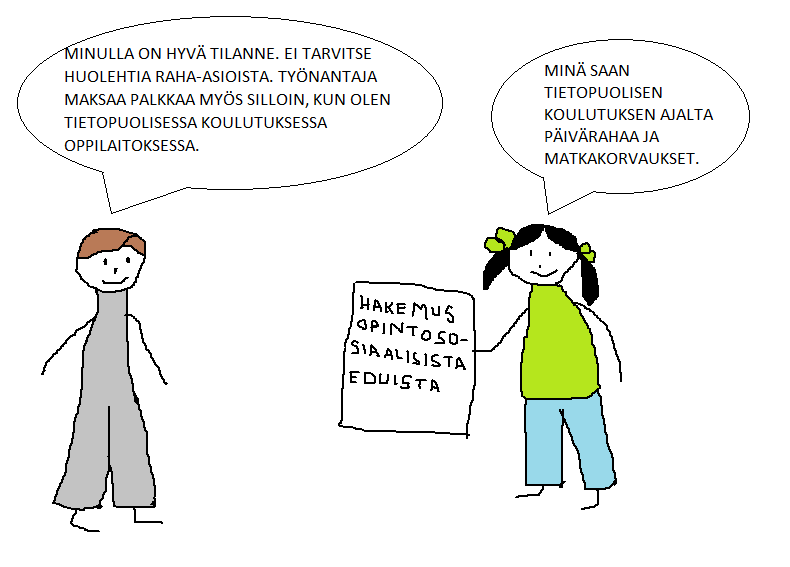 MINULLA ON HYVÄ TILANNE. EI TARVITSE
HUOLEHTIA RAHA-ASIOISTA. TYÖNANTAJA
MAKSAA PALKKAA MYÖS SILLOIN, KUN OLEN
TIETOPUOLISESSA KOULUTUKSESSA
OPPILAITOKSESSA.
MINÄ SAAN
TIETOPUOLISEN
KOULUTUKSEN AJALTA
PÄIVÄRAHAA JA
MATKAKORVAUKSET.
HAKEMUS
OPINTOSO-
SIAALISISTA
EDUISTA